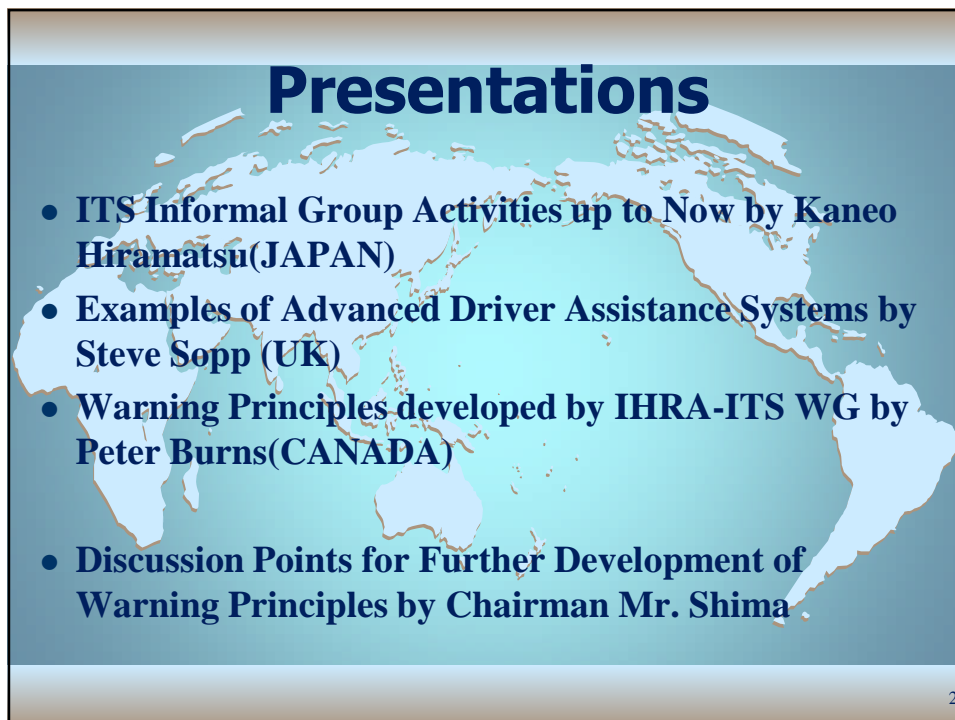 Presentations
● ITS Informal Group Activities up to Now by Kaneo
Hiramatsu(JAPAN)
● Examples of Advanced Driver Assistance Systems by
Steve Sopp (UK)
● Warning Principles developed by IHRA-ITS WG by
Peter Burns(CANADA)
● Discussion Points for Further Development of
Warning Principles by Chairman Mr. Shima
2